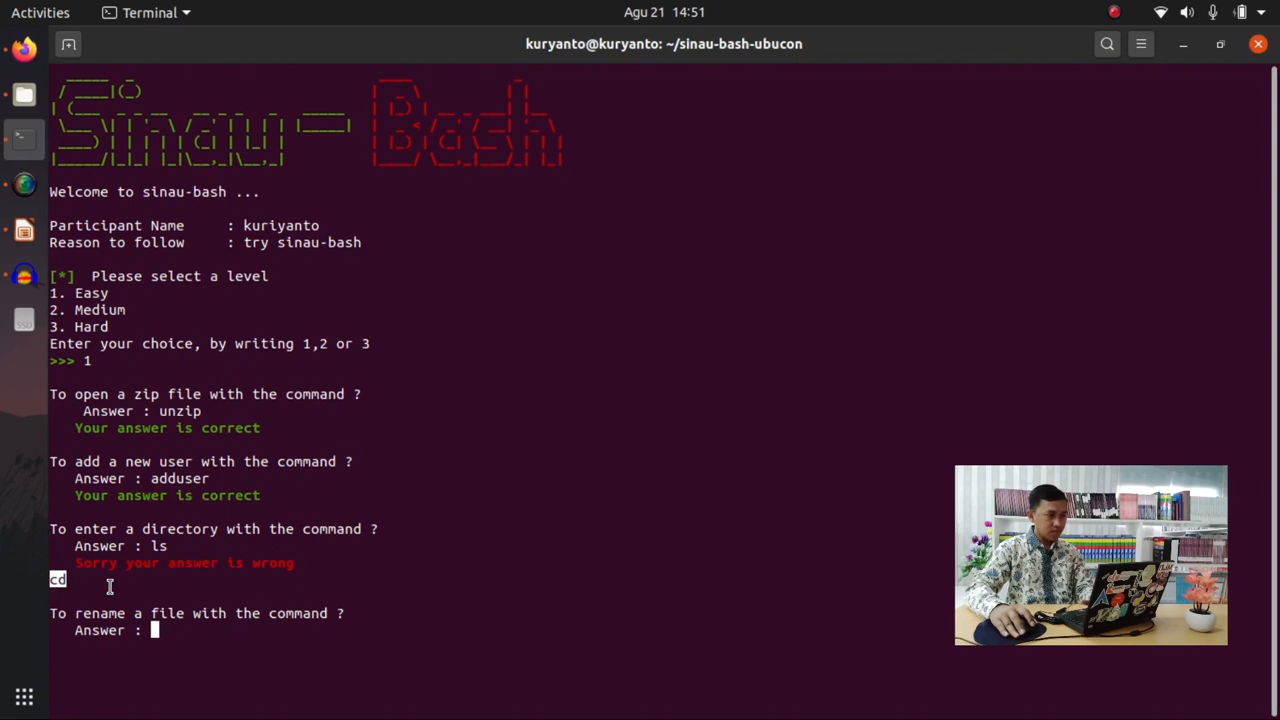 Activities
Terminal
Agu 21 14:51
kuryanto@kuryanto: ~/sinau-bash-ubucon
Sinau-Bash
Welcome to sinau-bash ...
Participant Name : kuriyanto
Reason to follow : try sinau-bash
[*] Please select a level
1. Easy
2. Medium
3. Hard
Enter your choice, by writing 1,2 or 3
>>> 1
To open a zip file with the command ?
Answer : unzip
Your answer is correct
To add a new user with the command ?
Answer : adduser
Your answer is correct
To enter a directory with the command ?
Answer : ls
Sorry your answer is wrong
cd
To rename a file with the command ?
Answer :
SSD